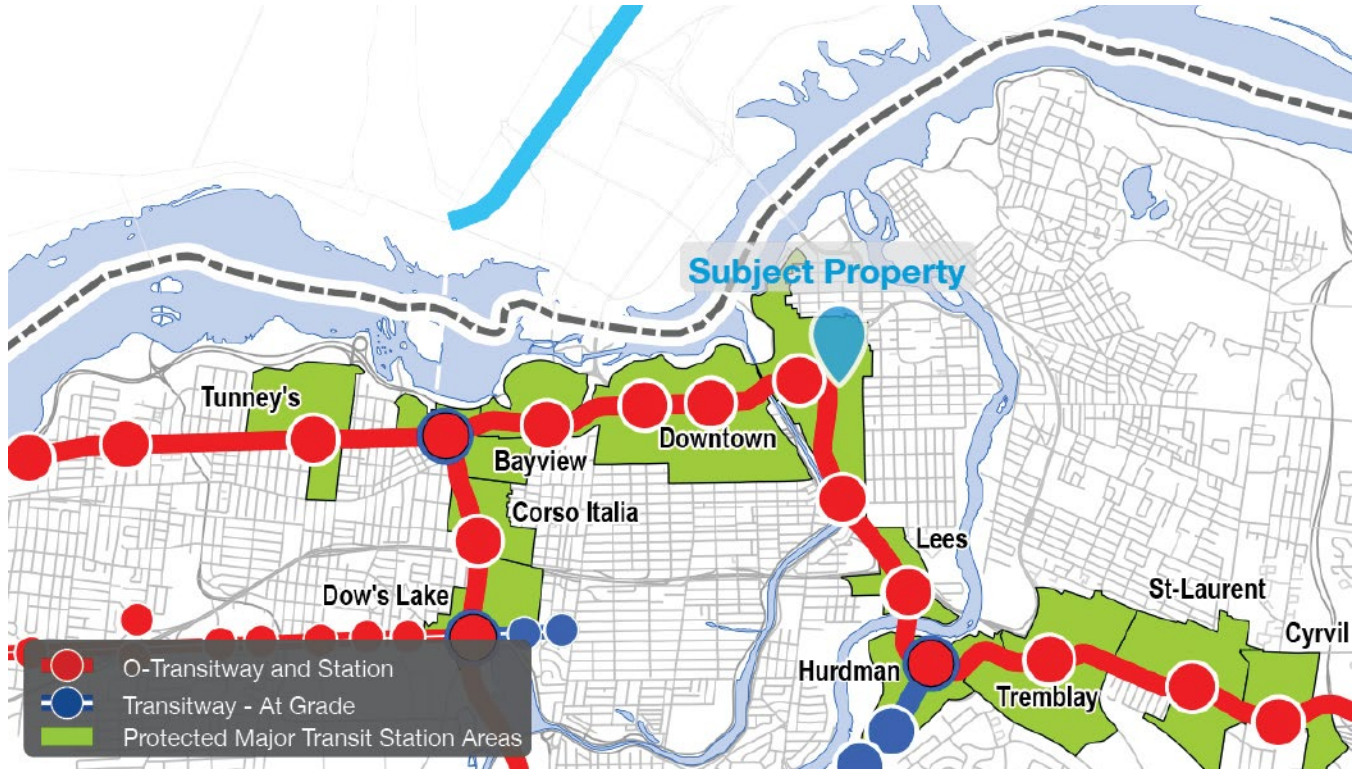 Subject Property
Tunney's
Bayview
Downtown
Corso Italia
Lees
Dow's Lake
St-Laurent
Cyrvil
Hurdman
Tremblay
O-Transitway and Station
Transitway - At Grade
Protected Major Transit Station Areas